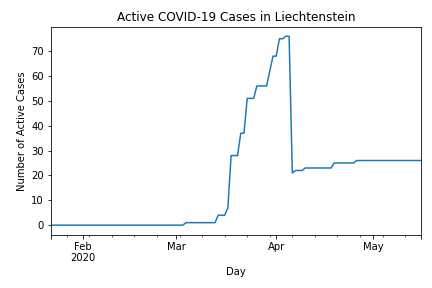 Active COVID-19 Cases in Liechtenstein
Number of Active Cases
70
60
50
40
30
20
10
0
Feb
2020
Mar
Apr
May
Day